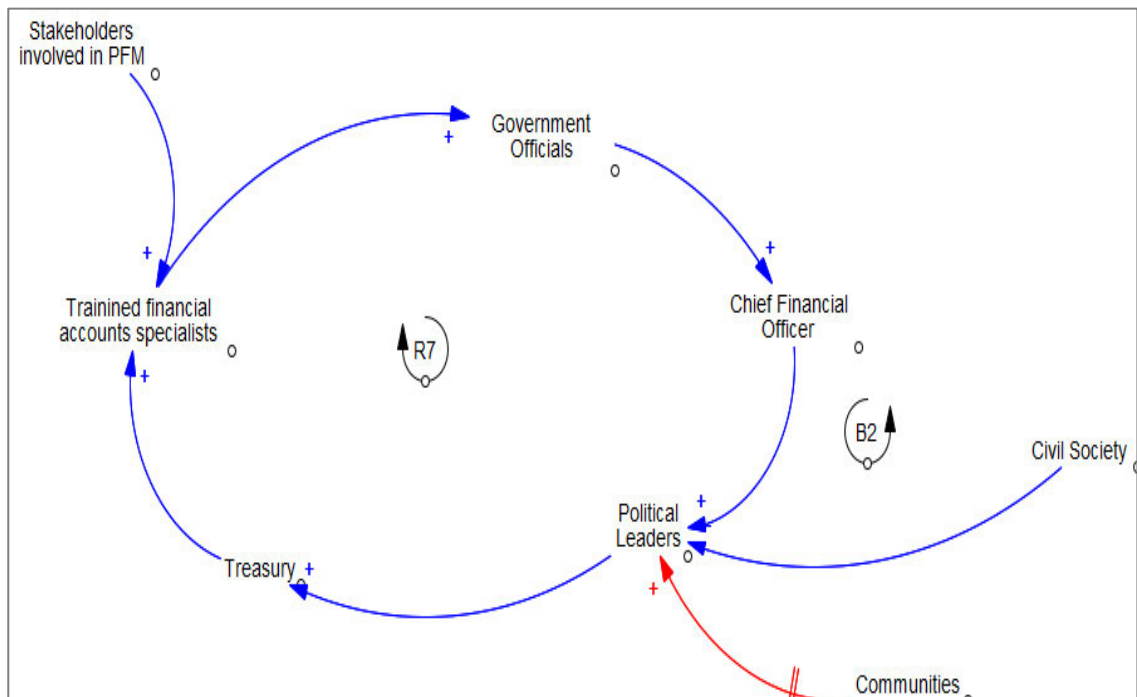 Stakeholders
involved in PFM
+
Government
Officials
+
+
Trainined financial
accounts specialists
+
Chief Financial
Officer
R7
B2
Civil Society
+
Political
Leaders
Treasury
+
+
Communities